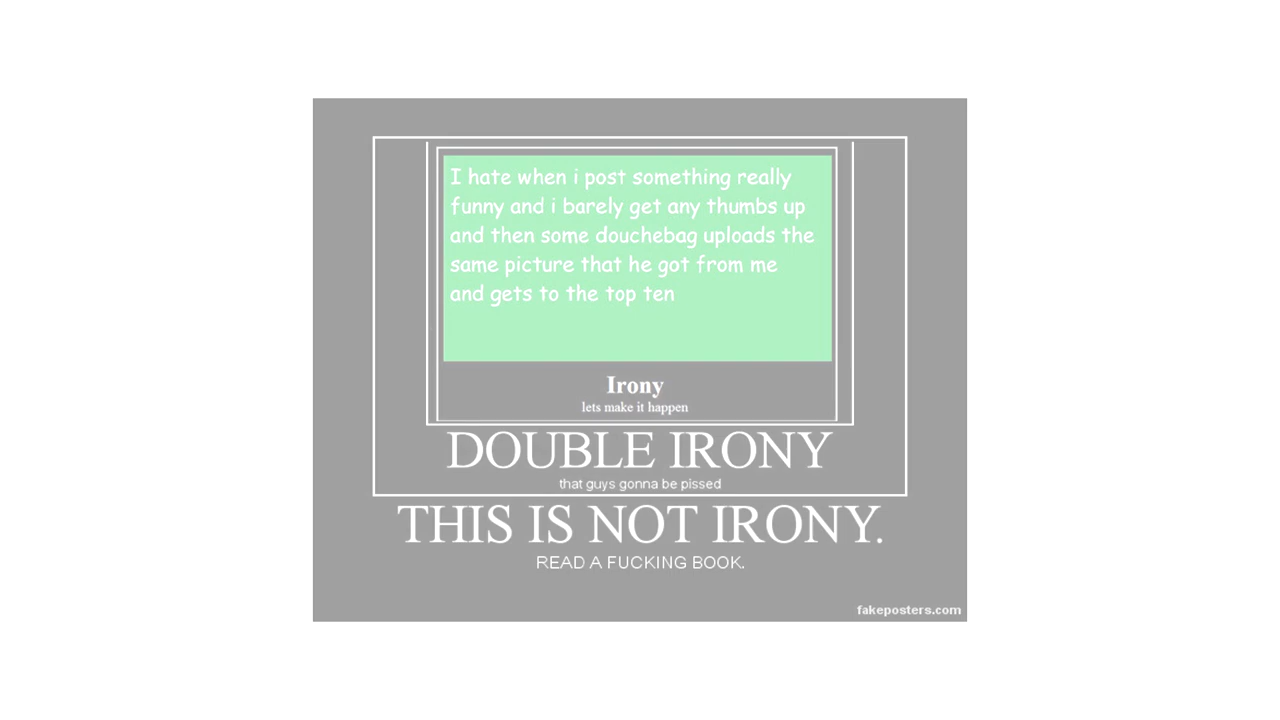 I hate when i post something really
funny and i barely get any thumbs up
and then some douchebag uploads the
same picture that he got from me
and gets to the top ten
Irony
lets make it happen
DOUBLE IRONY
that guys gonna be pissed
THIS IS NOT IRONY.
READ A FUCKING BOOK.
fakeposters.com